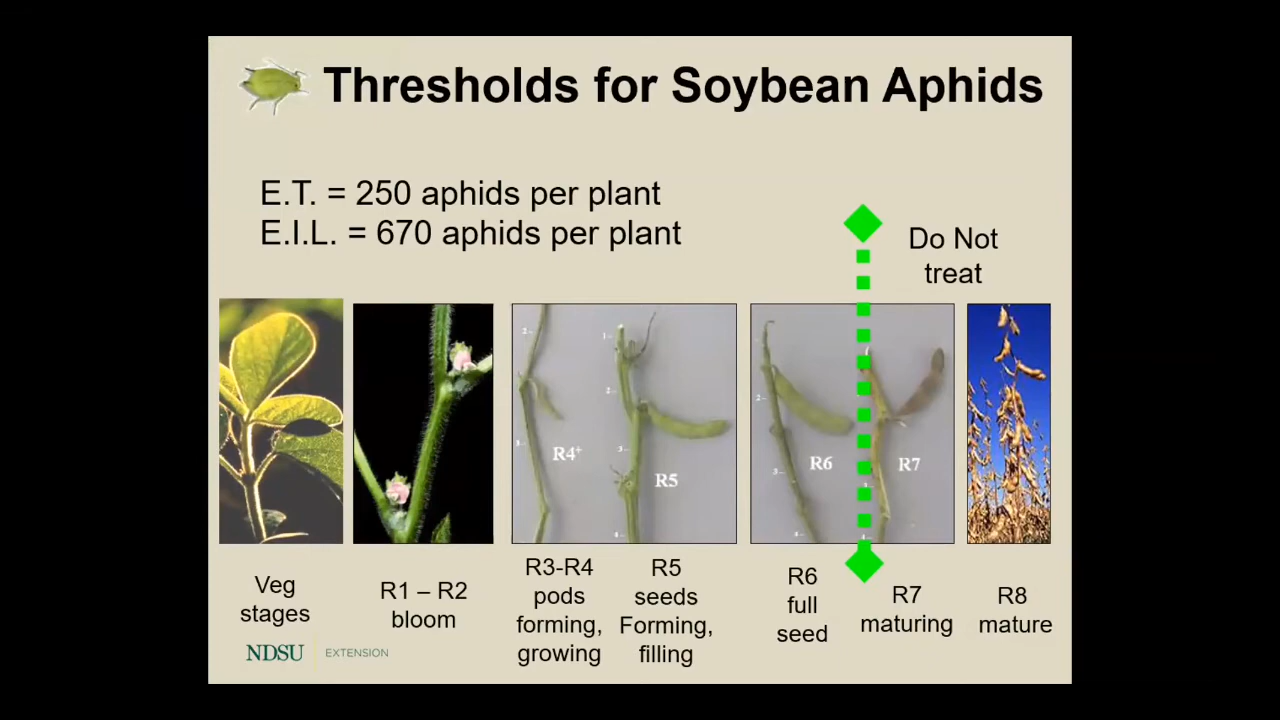 Thresholds for Soybean Aphids
E.T. = 250 aphids per plant
E.I.L. = 670 aphids per plant
Do Not
treat
R4+
R5
R6
R7
Veg
stages
R1 – R2
bloom
R3-R4
pods
forming,
growing
R5
seeds
Forming,
filling
R6
full
seed
R7
maturing
R8
mature
NDSU EXTENSION